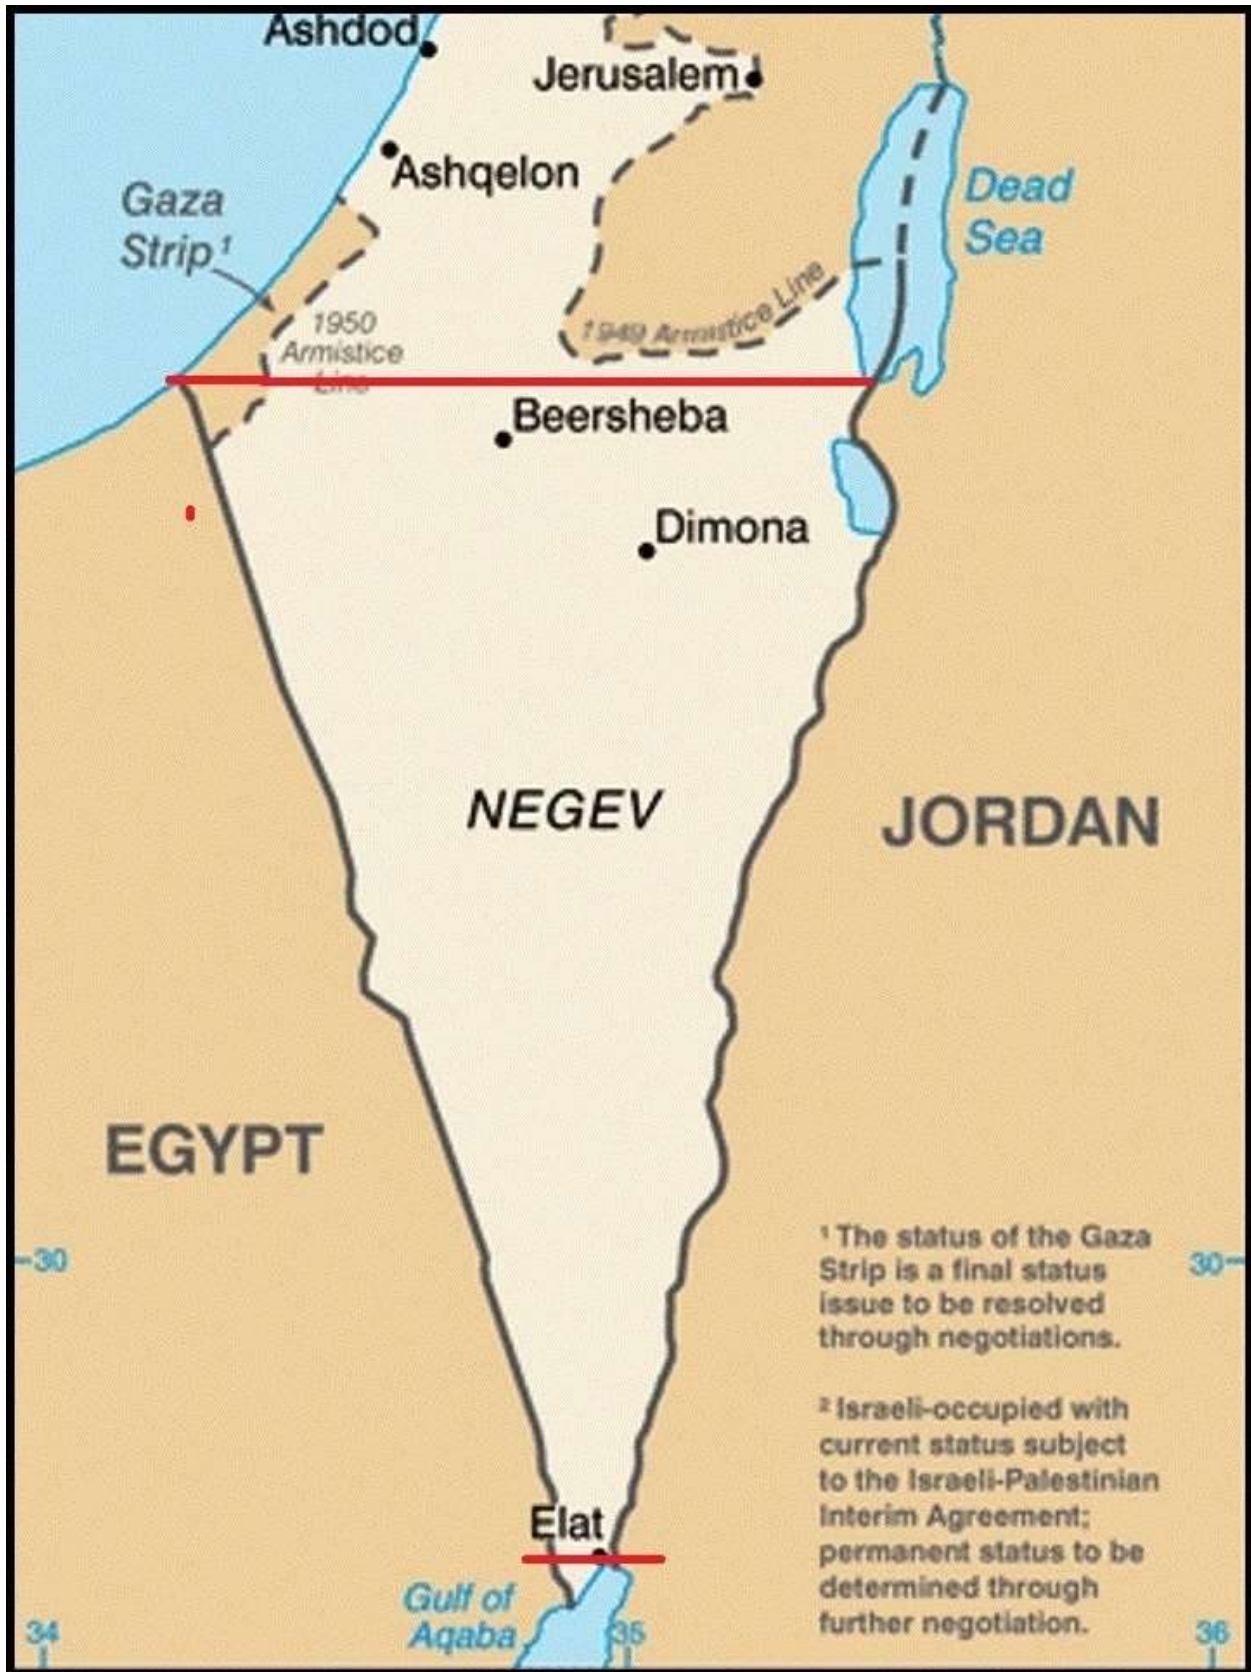 Ashdod
Jerusalem
Ashqelon
Gaza
Strip¹
Dead
Sea
1950
Armistice
Line
1949 Armistice Line
Beersheba
Dimona
NEGEV
JORDAN
EGYPT
30
30
¹ The status of the Gaza
Strip is a final status
issue to be resolved
through negotiations.
² Israeli-occupied with
current status subject
to the Israeli-Palestinian
Interim Agreement;
permanent status to be
determined through
further negotiation.
Elat
Gulf of
Aqaba
34
35
36